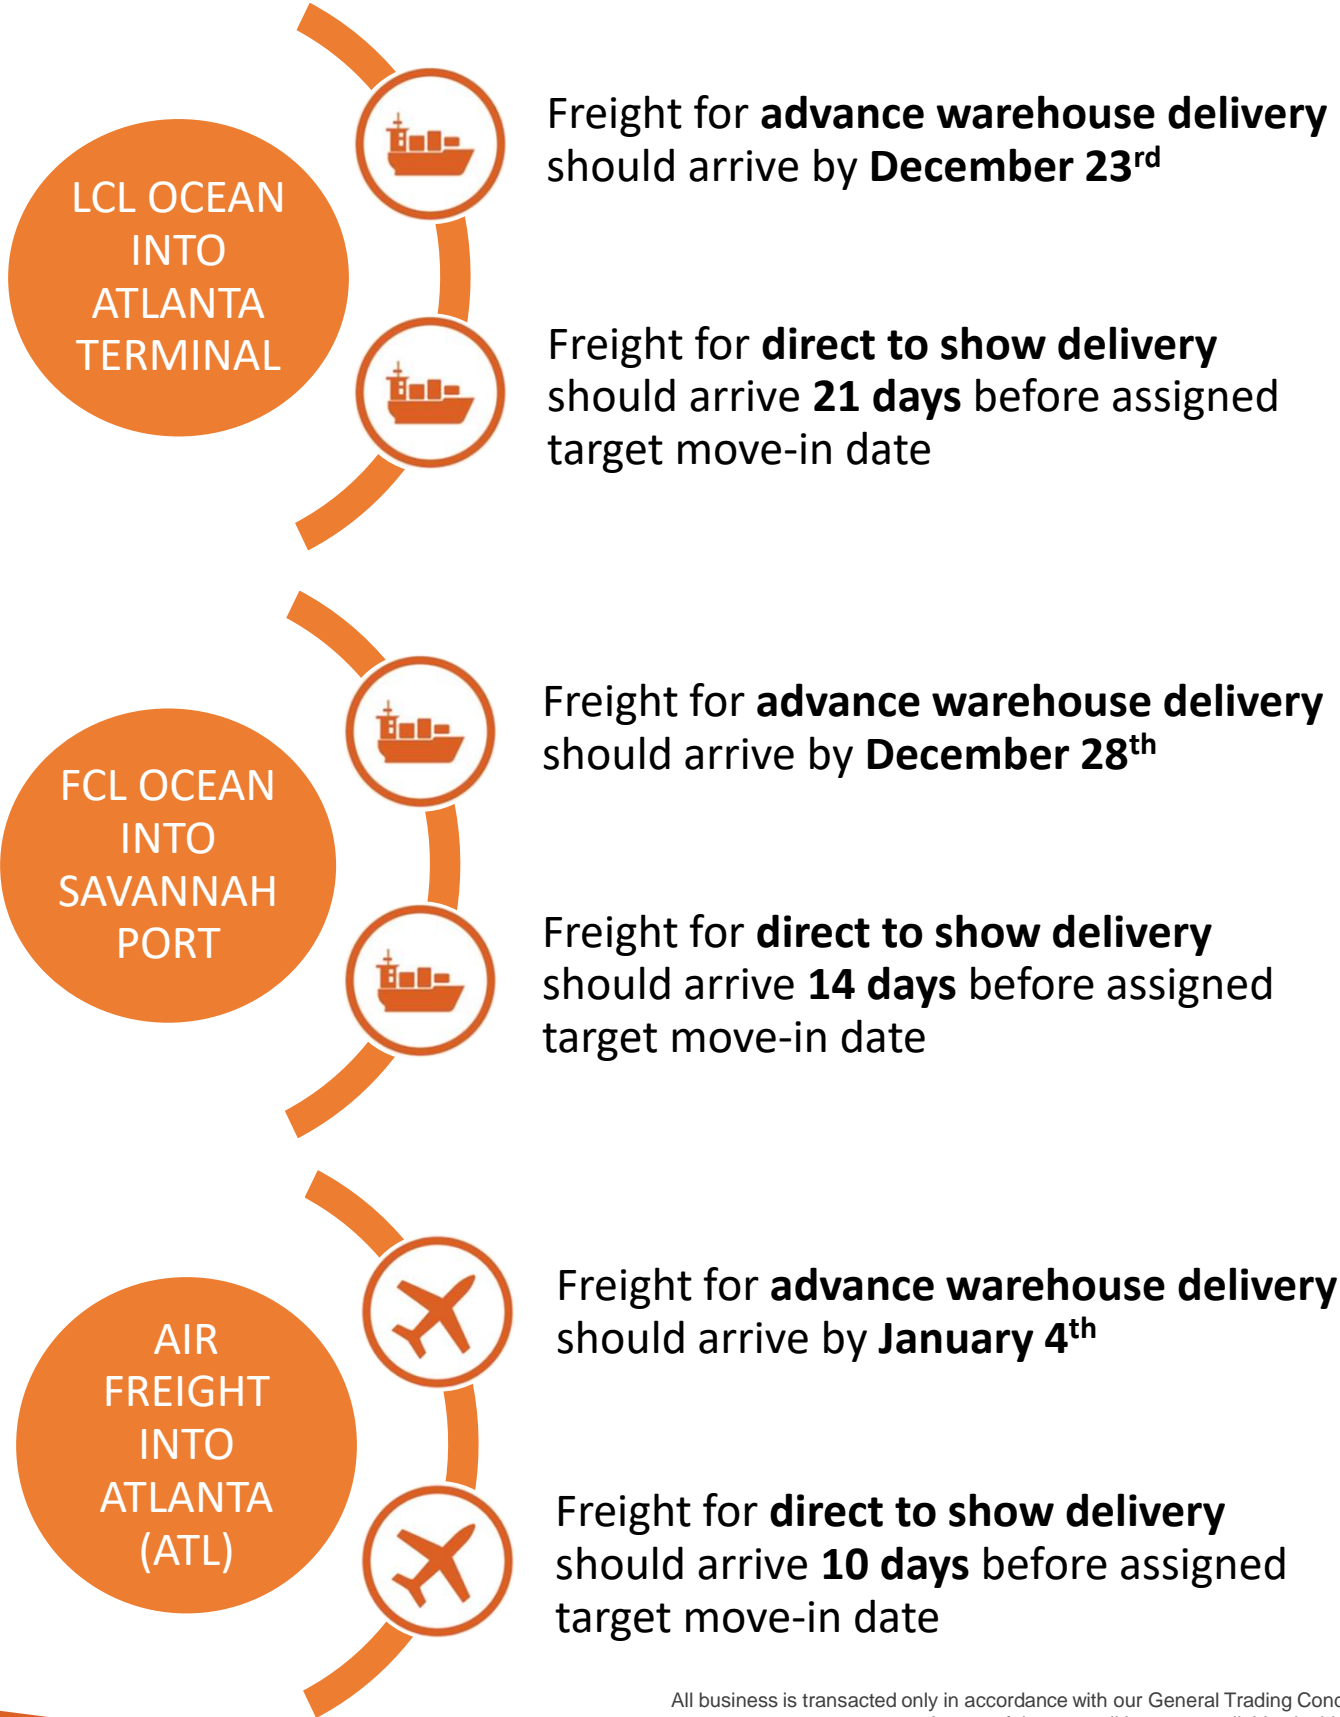 LCL OCEAN
INTO
ATLANTA
TERMINAL
Freight for advance warehouse delivery
should arrive by December 23rd
Freight for direct to show delivery
should arrive 21 days before assigned
target move-in date
FCL OCEAN
INTO
SAVANNAH
PORT
Freight for advance warehouse delivery
should arrive by December 28th
Freight for direct to show delivery
should arrive 14 days before assigned
target move-in date
AIR
FREIGHT
INTO
ATLANTA
(ATL)
Freight for advance warehouse delivery
should arrive by January 4th
Freight for direct to show delivery
should arrive 10 days before assigned
target move-in date
All business is transacted only in accordance with our General Trading